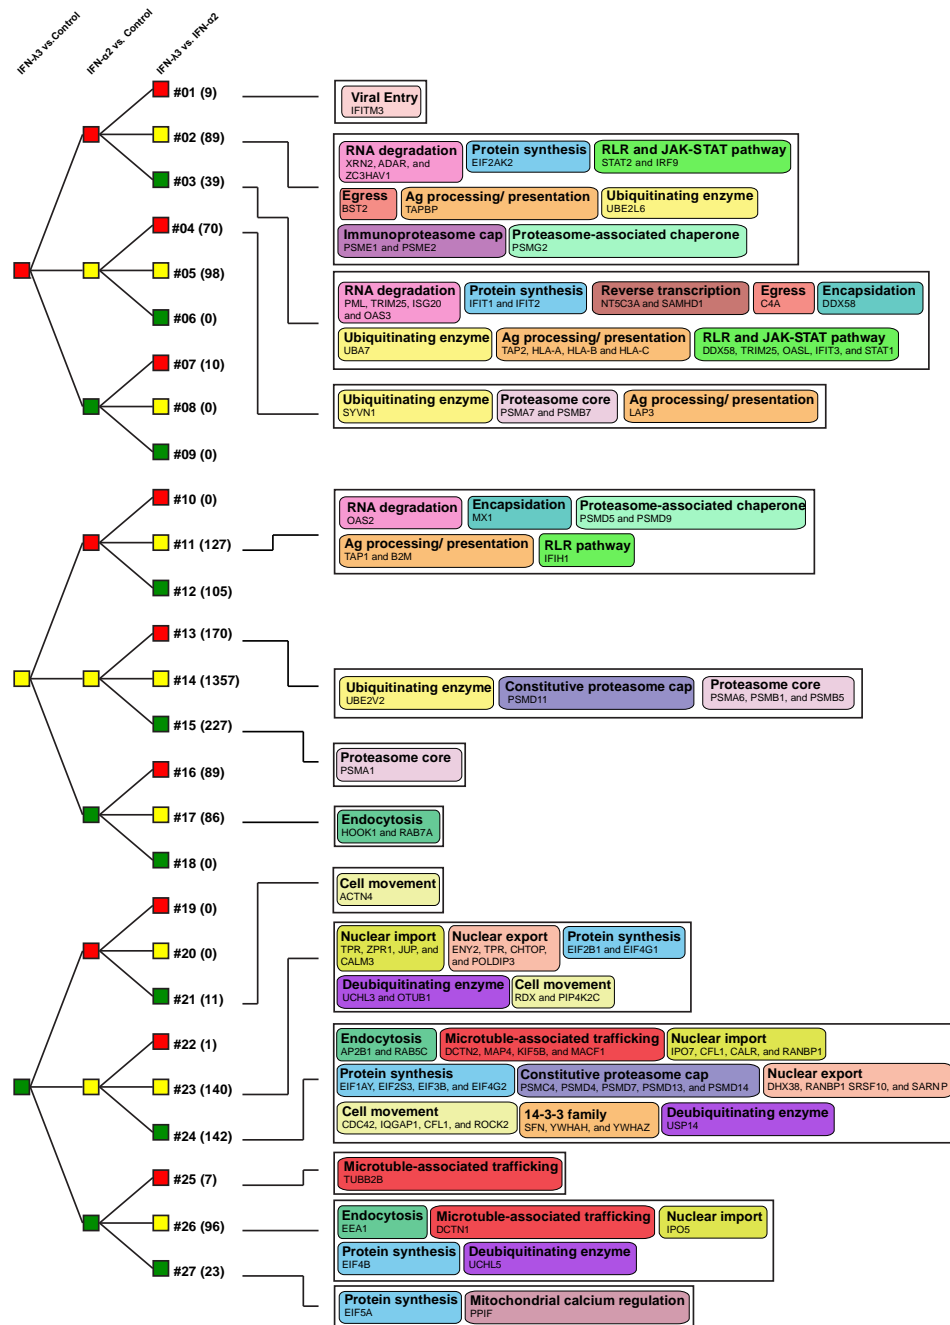 IFN-λ3 vs.Control
IFN-α2 vs. Control
IFN-λ3 vs. IFN-α2
#01 (9)
#02 (89)
#03 (39)
#04 (70)
#05 (98)
#06 (0)
#07 (10)
#08 (0)
#09 (0)
#10 (0)
#11 (127)
#12 (105)
#13 (170)
#14 (1357)
#15 (227)
#16 (89)
#17 (86)
#18 (0)
#19 (0)
#20 (0)
#21 (11)
#22 (1)
#23 (140)
#24 (142)
#25 (7)
#26 (96)
#27 (23)
Viral Entry
IFITM3
RNA degradation
XRN2, ADAR, and
ZC3HAV1
Protein synthesis
EIF2AK2
RLR and JAK-STAT pathway
STAT2 and IRF9
Egress
BST2
Ag processing/ presentation
TAPBP
Ubiquitinating enzyme
UBE2L6
Immunoproteasome cap
PSME1 and PSME2
Proteasome-associated chaperone
PSMG2
RNA degradation
PML, TRIM25, ISG20
and OAS3
Protein synthesis
IFIT1 and IFIT2
Reverse transcription
NT5C3A and SAMHD1
Egress
C4A
Encapsidation
DDX58
Ubiquitinating enzyme
UBA7
Ag processing/ presentation
TAP2, HLA-A, HLA-B and HLA-C
RLR and JAK-STAT pathway
DDX58, TRIM25, OASL, IFIT3, and STAT1
Ubiquitinating enzyme
SYVN1
Proteasome core
PSMA7 and PSMB7
Ag processing/ presentation
LAP3
RNA degradation
OAS2
Encapsidation
MX1
Proteasome-associated chaperone
PSMD5 and PSMD9
Ag processing/ presentation
TAP1 and B2M
RLR pathway
IFIH1
Ubiquitinating enzyme
UBE2V2
Constitutive proteasome cap
PSMD11
Proteasome core
PSMA6, PSMB1, and PSMB5
Proteasome core
PSMA1
Endocytosis
HOOK1 and RAB7A
Cell movement
ACTN4
Nuclear import
TPR, ZPR1, JUP, and
CALM3
Nuclear export
ENY2, TPR, CHTOP,
and POLDIP3
Protein synthesis
EIF2B1 and EIF4G1
Deubiquitinating enzyme
UCHL3 and OTUB1
Cell movement
RDX and PIP4K2C
Endocytosis
AP2B1 and RAB5C
Microtuble-associated trafficking
DCTN2, MAP4, KIF5B, and MACF1
Nuclear import
IPO7, CFL1, CALR, and RANBP1
Protein synthesis
EIF1AY, EIF2S3, EIF3B, and EIF4G2
Constitutive proteasome cap
PSMC4, PSMD4, PSMD7, PSMD13, and PSMD14
Nuclear export
DHX38, RANBP1 SRSF10, and SARNP
Cell movement
CDC42, IQGAP1, CFL1, and ROCK2
14-3-3 family
SFN, YWHAH, and YWHAZ
Deubiquitinating enzyme
USP14
Microtuble-associated trafficking
TUBB2B
Endocytosis
EEA1
Microtuble-associated trafficking
DCTN1
Nuclear import
IPO5
Protein synthesis
EIF4B
Deubiquitinating enzyme
UCHL5
Protein synthesis
EIF5A
Mitochondrial calcium regulation
PPIF